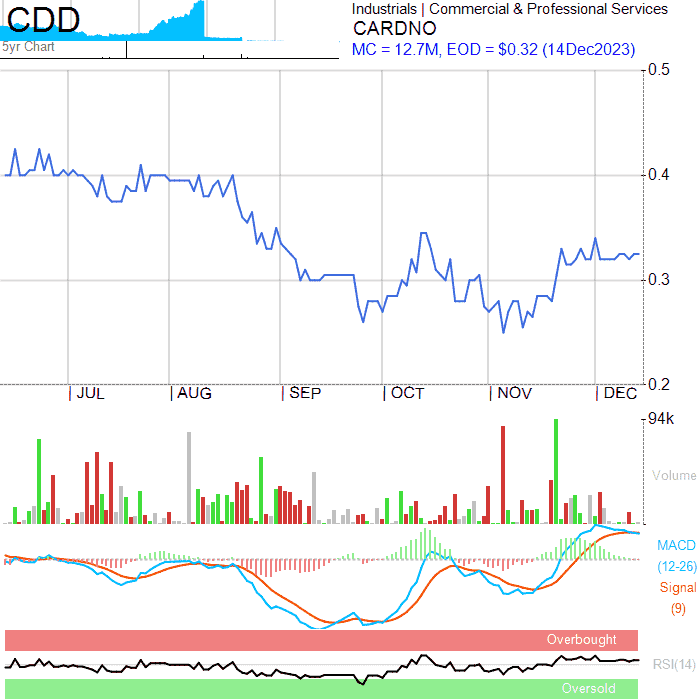 CDD
5yr Chart
Industrials | Commercial & Professional Services
CARDNO
MC = 12.7M, EOD = $0.32 (14Dec2023)
0.5
0.4
0.3
0.2
JUL
AUG
SEP
OCT
NOV
DEC
94k
Volume
MACD
(12-26)
Signal
(9)
Overbought
RSI(14)
Oversold